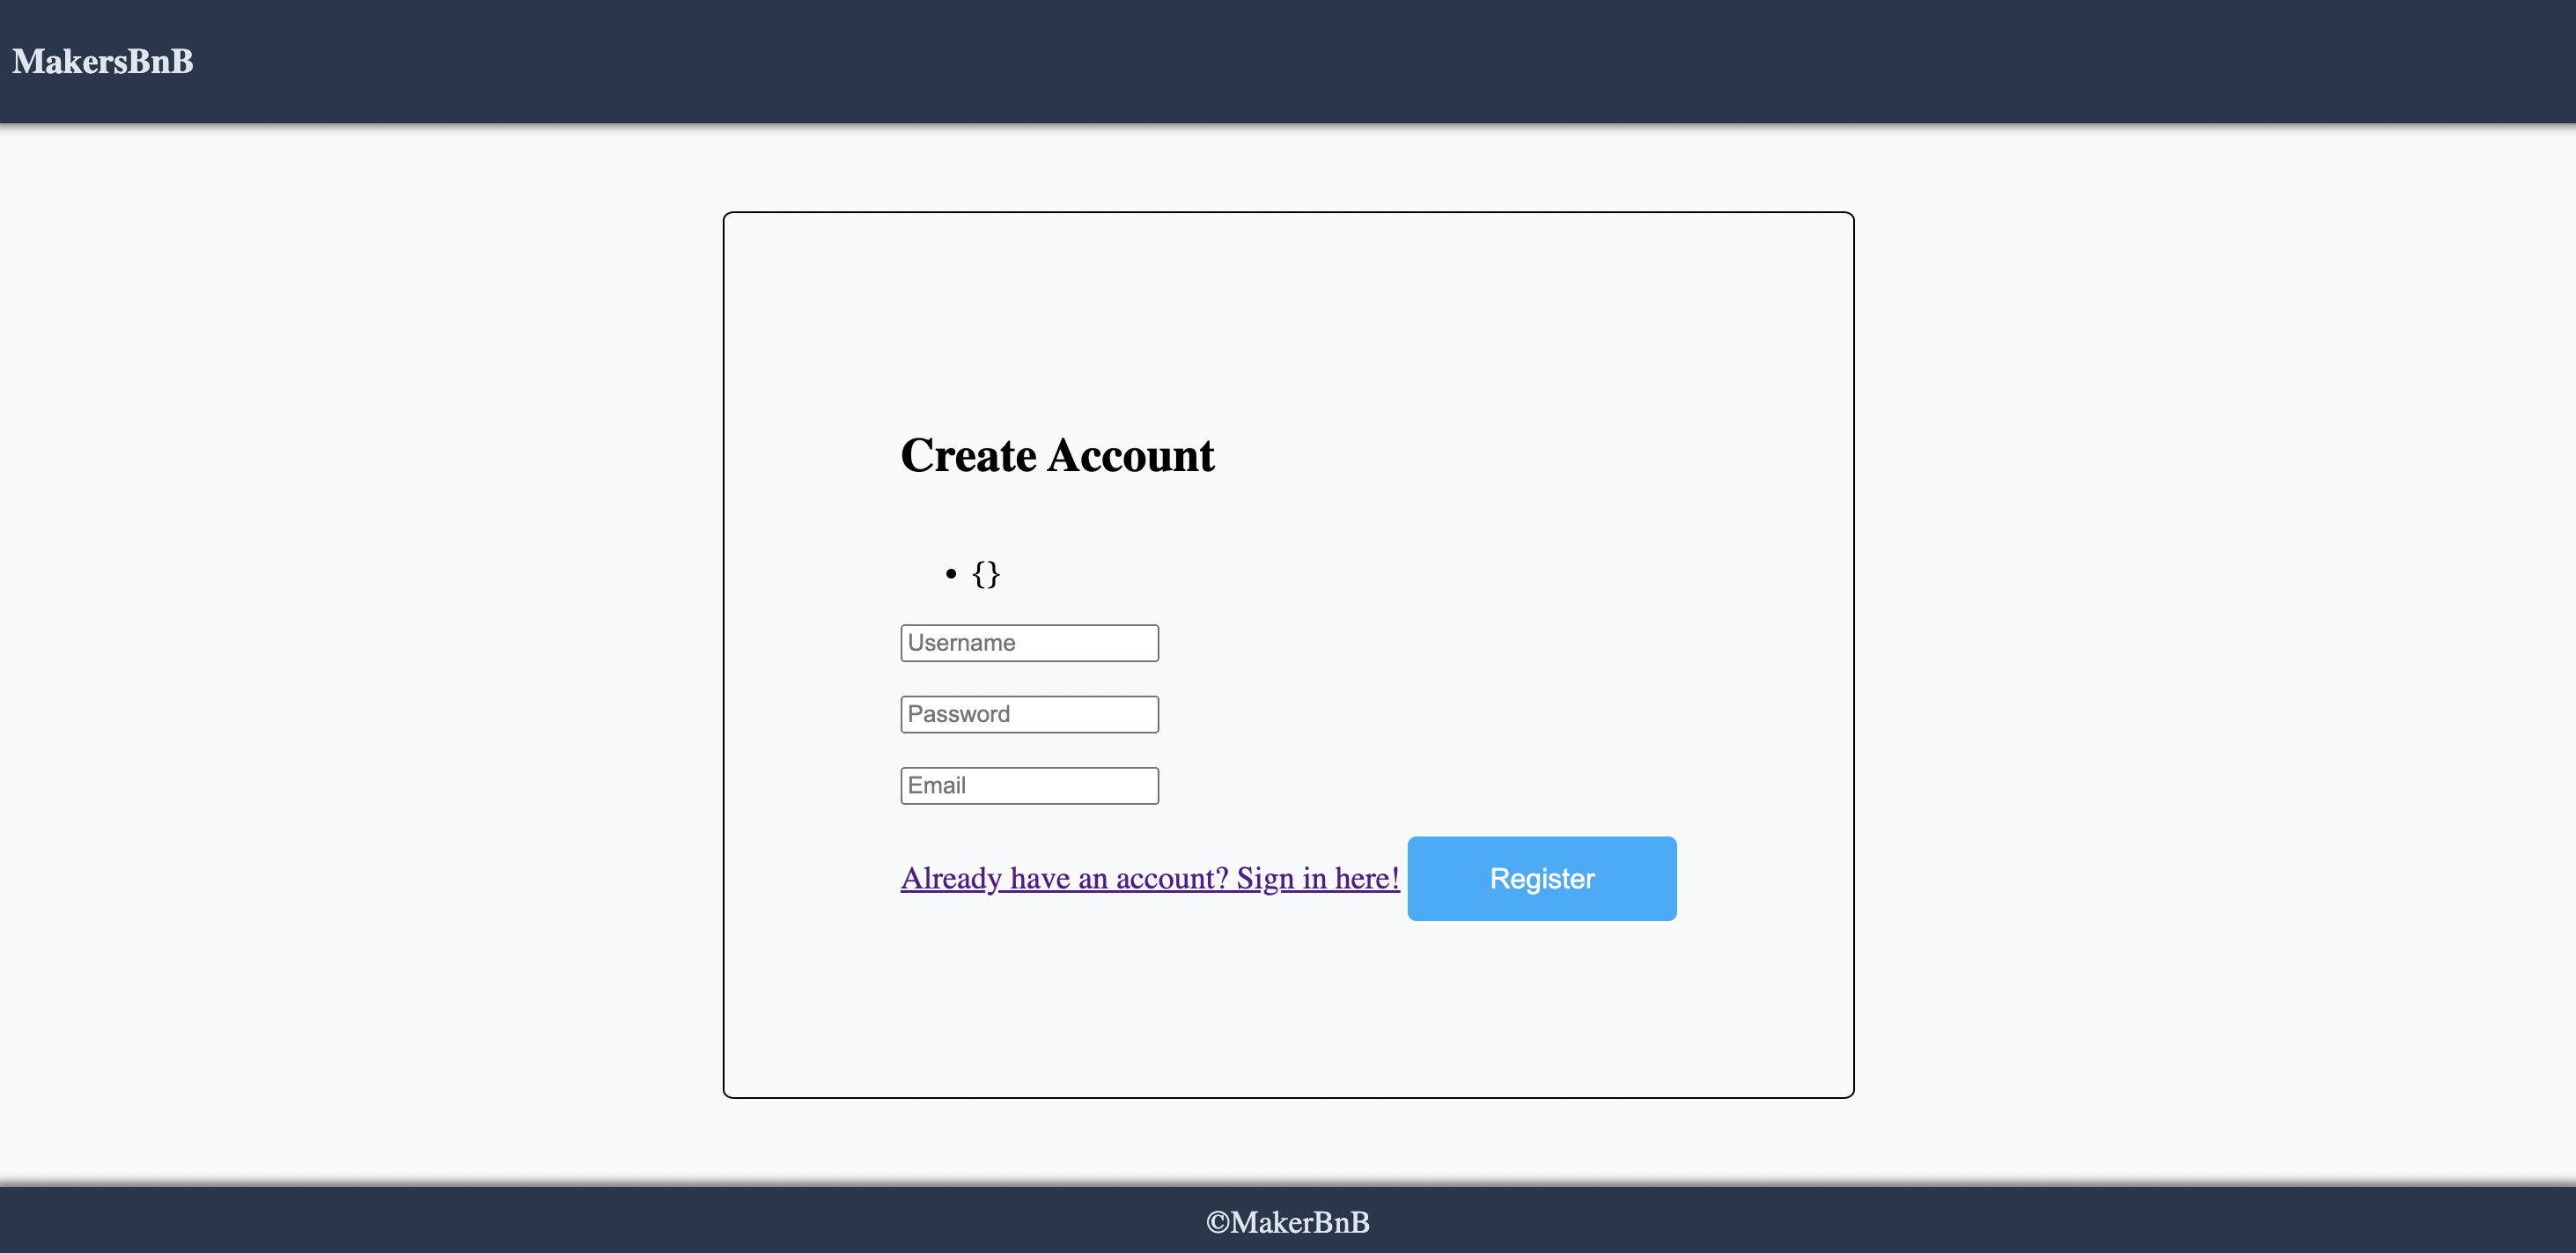 MakersBnB
Create Account
• {}
Username
Password
Email
Already have an account? Sign in here! Register
©MakerBnB